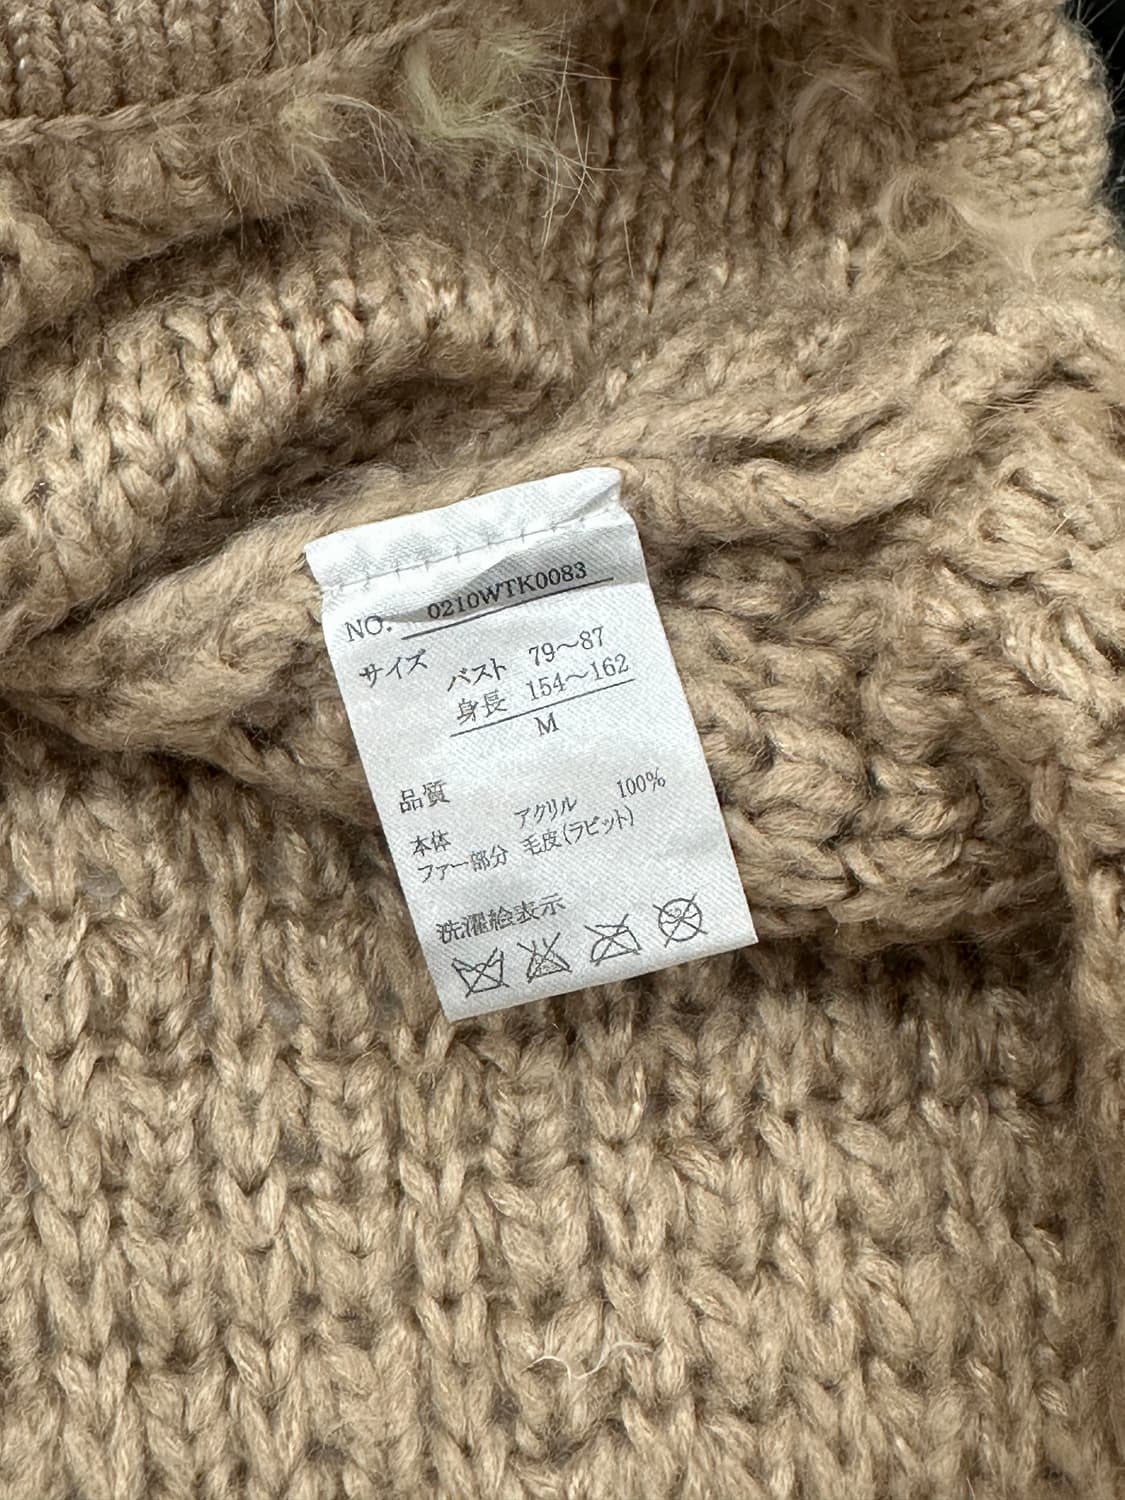 NO. 0210WTK0083
サイズ バスト 79～87
身長 154～162
M
品質
本体 アクリル 100%
ファー部分 毛皮(ラビット)
洗濯絵表示